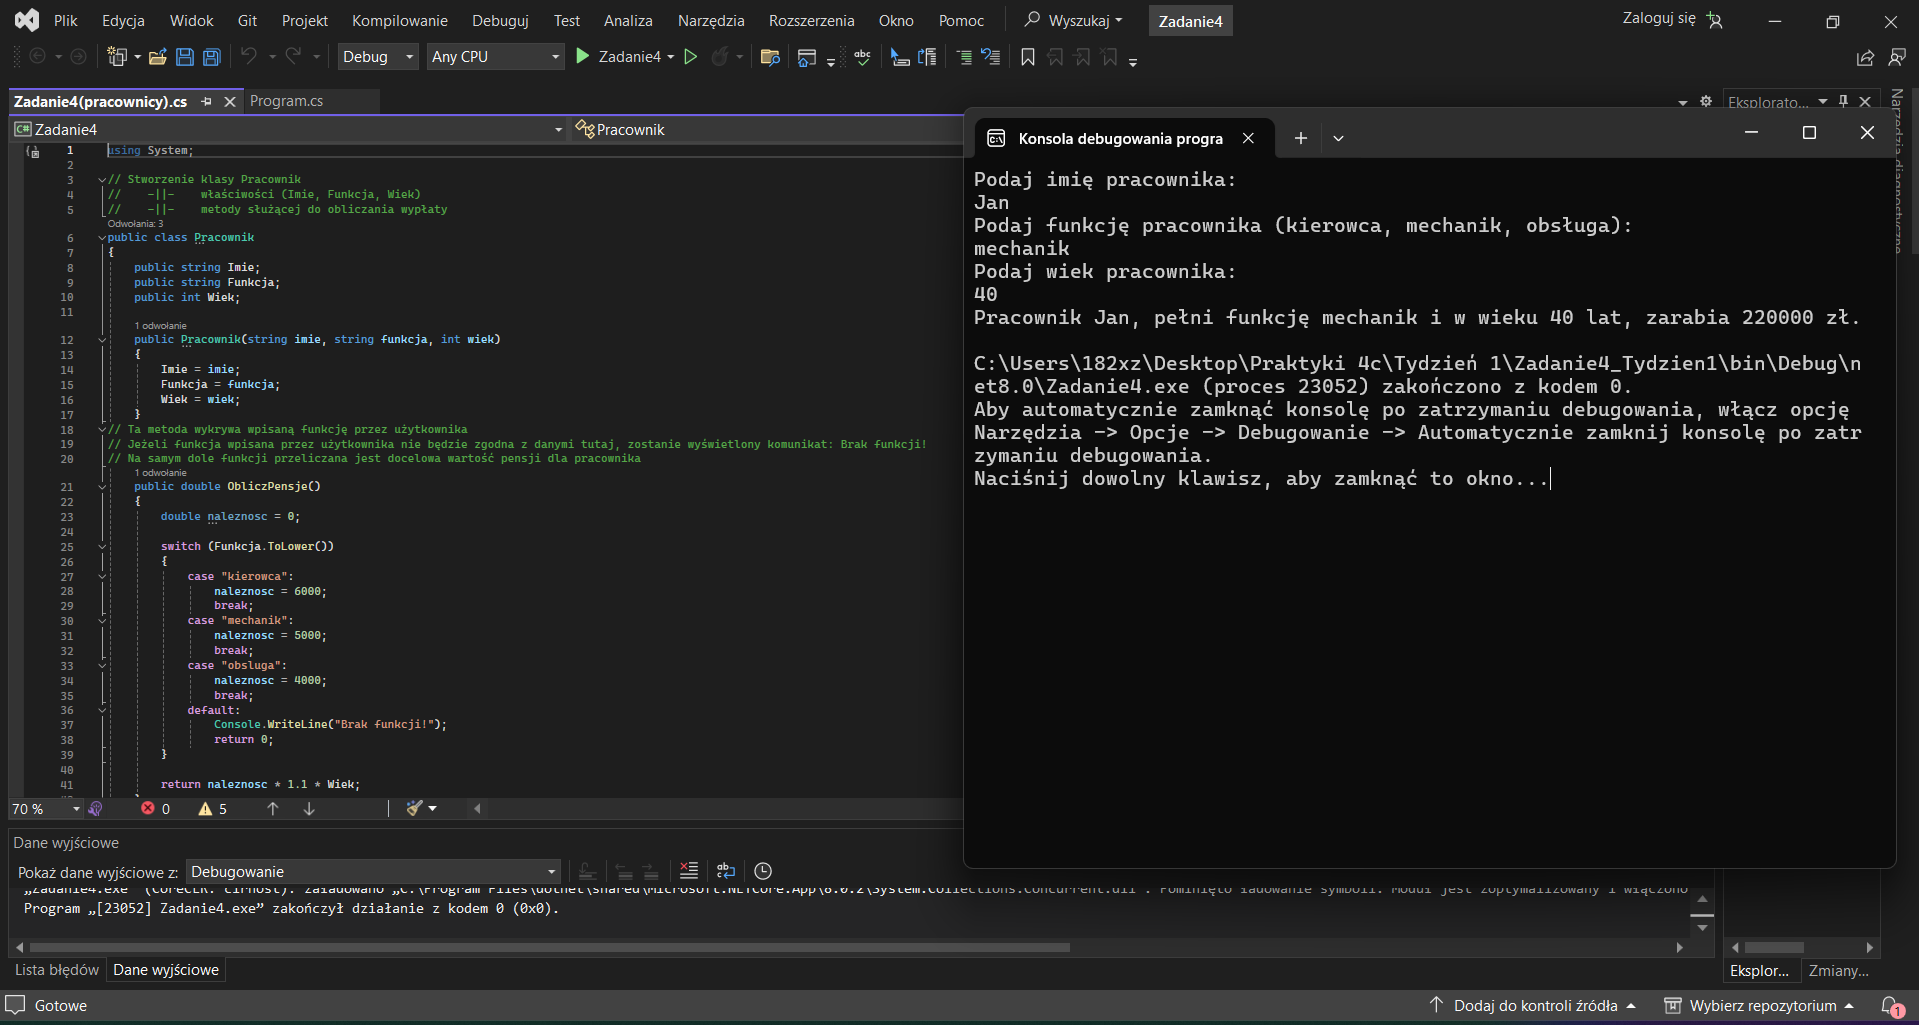 Plik Edycja Widok Git Projekt Kompilowanie Debuguj Test Analiza Narzędzia Rozszerzenia Okno Pomoc Wyszukaj Zadanie4 Zaloguj się
Debug Any CPU Zadanie4
Zadanie4(pracownicy).cs Program.cs
Eksplorato...
Zadanie4 Pracownik
1 using System;
2
3 // Stworzenie klasy Pracownik
4 // -||- właściwości (Imie, Funkcja, Wiek)
5 // -||- metody służącej do obliczania wypłaty
Odwołania: 3
6 public class Pracownik
7 {
8 public string Imie;
9 public string Funkcja;
10 public int Wiek;
11
1 odwołanie
12 public Pracownik(string imie, string funkcja, int wiek)
13 {
14 Imie = imie;
15 Funkcja = funkcja;
16 Wiek = wiek;
17 }
18 // Ta metoda wykrywa wpisaną funkcję przez użytkownika
19 // Jeżeli funkcja wpisana przez użytkownika nie będzie zgodna z danymi tutaj, zostanie wyświetlony komunikat: Brak funkcji!
20 // Na samym dole funkcji przeliczana jest docelowa wartość pensji dla pracownika
1 odwołanie
21 public double ObliczPensje()
22 {
23 double naleznosc = 0;
24
25 switch (Funkcja.ToLower())
26 {
27 case "kierowca":
28 naleznosc = 6000;
29 break;
30 case "mechanik":
31 naleznosc = 5000;
32 break;
33 case "obsluga":
34 naleznosc = 4000;
35 break;
36 default:
37 Console.WriteLine("Brak funkcji!");
38 return 0;
39 }
40
41 return naleznosc * 1.1 * Wiek;
70 % 0 5
Konsola debugowania progra
Podaj imię pracownika:
Jan
Podaj funkcję pracownika (kierowca, mechanik, obsługa):
mechanik
Podaj wiek pracownika:
40
Pracownik Jan, pełni funkcję mechanik i w wieku 40 lat, zarabia 220000 zł.
C:\Users\182xz\Desktop\Praktyki 4c\Tydzień 1\Zadanie4_Tydzien1\bin\Debug\n
et8.0\Zadanie4.exe (proces 23052) zakończono z kodem 0.
Aby automatycznie zamknąć konsolę po zatrzymaniu debugowania, włącz opcję
Narzędzia -> Opcje -> Debugowanie -> Automatycznie zamknij konsolę po zatr
zymaniu debugowania.
Naciśnij dowolny klawisz, aby zamknąć to okno...
Dane wyjściowe
Pokaż dane wyjściowe z: Debugowanie
Program „[23052] Zadanie4.exe” zakończył działanie z kodem 0 (0x0).
Lista błędów Dane wyjściowe
Eksplor... Zmiany...
Gotowe
Dodaj do kontroli źródła Wybierz repozytorium 1